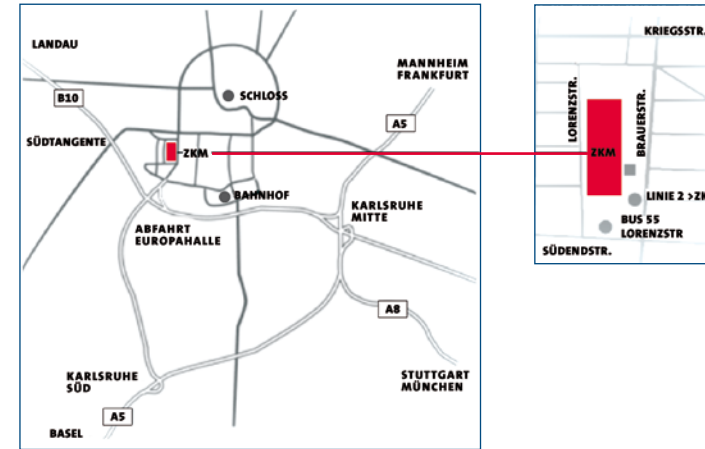 LANDAU
B10
SÜDTANGENTE
SCHLOSS
MANNHEIM
FRANKFURT
A5
ZKM
BAHNHOF
ABFAHRT
EUROPAHALLE
KARLSRUHE
MITTE
A8
KARLSRUHE
SÜD
STUTTGART
MÜNCHEN
A5
BASEL
KRIEGSSTR.
LORENZSTR.
BRAUERSTR.
ZKM
LINIE 2 >ZK
BUS 55
LORENZSTR
SÜDENDSTR.